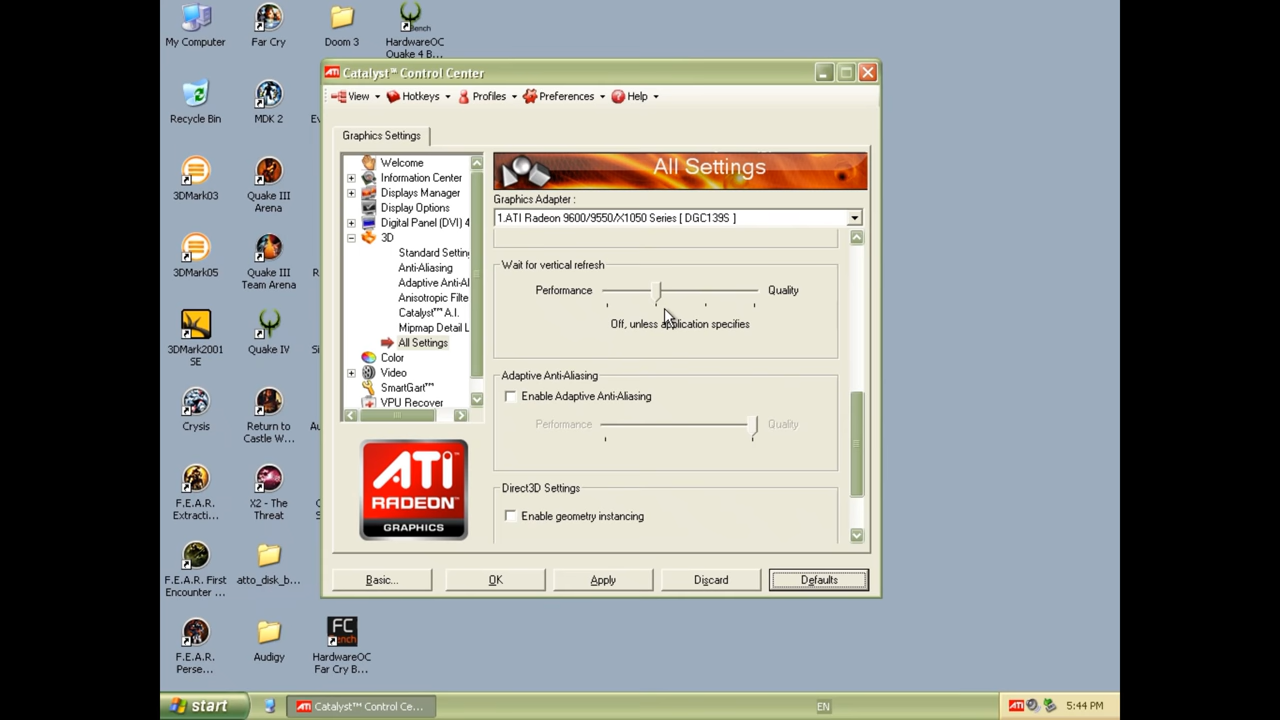 My Computer
Far Cry
Doom 3
Bench
HardwareOC
Quake 4 B...
Recycle Bin
MDK 2
3DMark03
Quake III
Arena
3DMark05
Quake III
Team Arena
3DMark2001
SE
Quake IV
Crysis
Return to
Castle W...
F.E.A.R.
Extracti...
X2 - The
Threat
F.E.A.R. First
Encounter ...
atto_disk_b...
F.E.A.R.
Perse...
Audigy
FC
ench
HardwareOC
Far Cry B...
ATI Catalyst™ Control Center
View
Hotkeys
Profiles
Preferences
Help
Graphics Settings
Welcome
Information Center
Displays Manager
Display Options
Digital Panel (DVI) 4
3D
Standard Settin
Anti-Aliasing
Adaptive Anti-Al
Anisotropic Filte
Catalyst™ A.I.
Mipmap Detail L
All Settings
Color
Video
SmartGart™
VPU Recover
ATI
RADEON
GRAPHICS
All Settings
Graphics Adapter :
1.ATI Radeon 9600/9550/X1050 Series [ DGC139S ]
Wait for vertical refresh
Performance
Quality
Off, unless application specifies
Adaptive Anti-Aliasing
Enable Adaptive Anti-Aliasing
Performance
Quality
Direct3D Settings
Enable geometry instancing
Basic...
OK
Apply
Discard
Defaults
start
ATI Catalyst™ Control Ce...
EN
ATI
5:44 PM